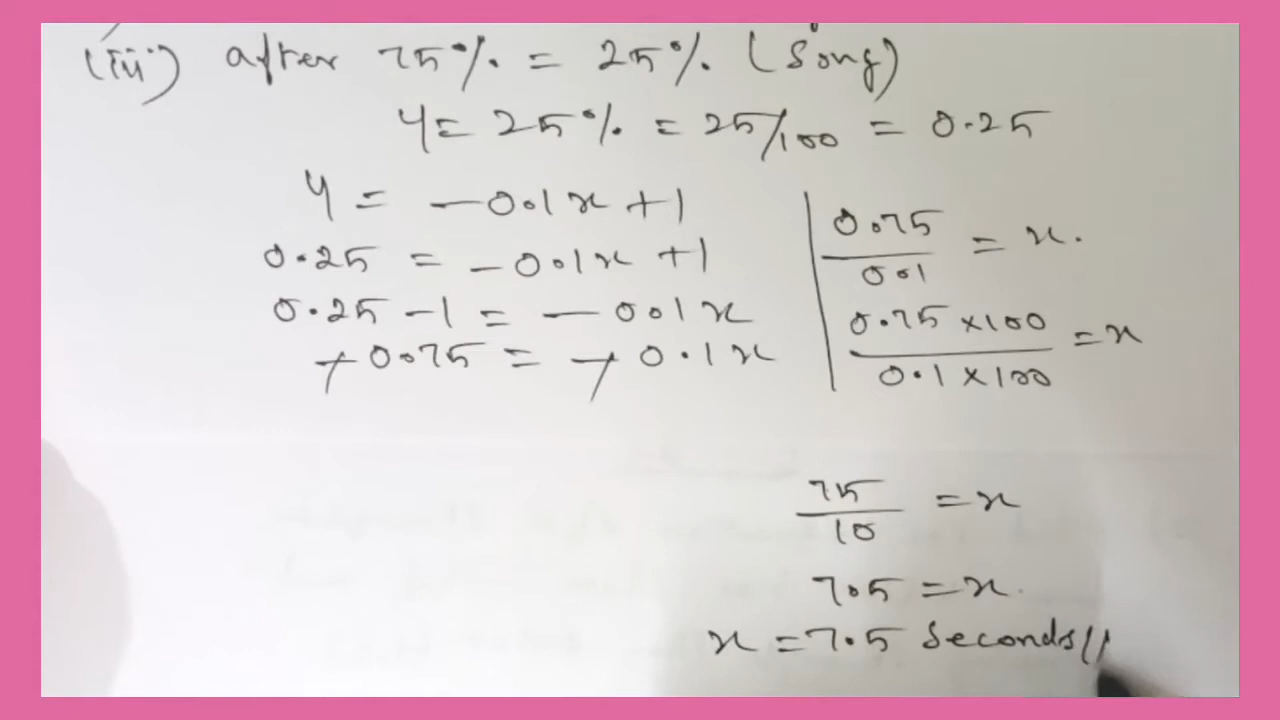 (iii) after 75% = 25% (Song)
y = 25% = 25/100 = 0.25
y = -0.1x + 1
0.25 = -0.1x + 1
0.25 - 1 = -0.1x
-0.75 = -0.1x
0.75 / 0.1 = x.
0.75 × 100 / 0.1 × 100 = x
75 / 10 = x
7.5 = x.
x = 7.5 Seconds//